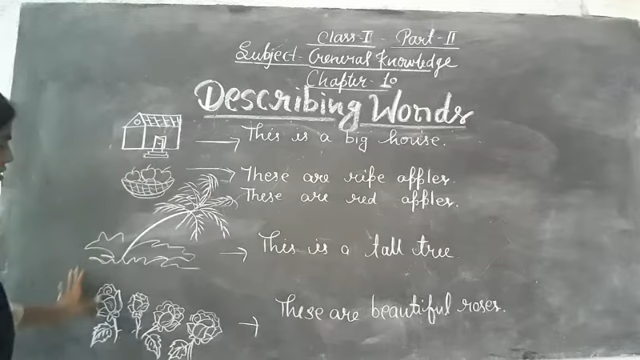 Class-I - Part-II
Subject- General Knowledge
Chapter-10
Describing Words
This is a big house.
These are ripe apples.
These are red apples.
This is a tall tree
These are beautiful roses.